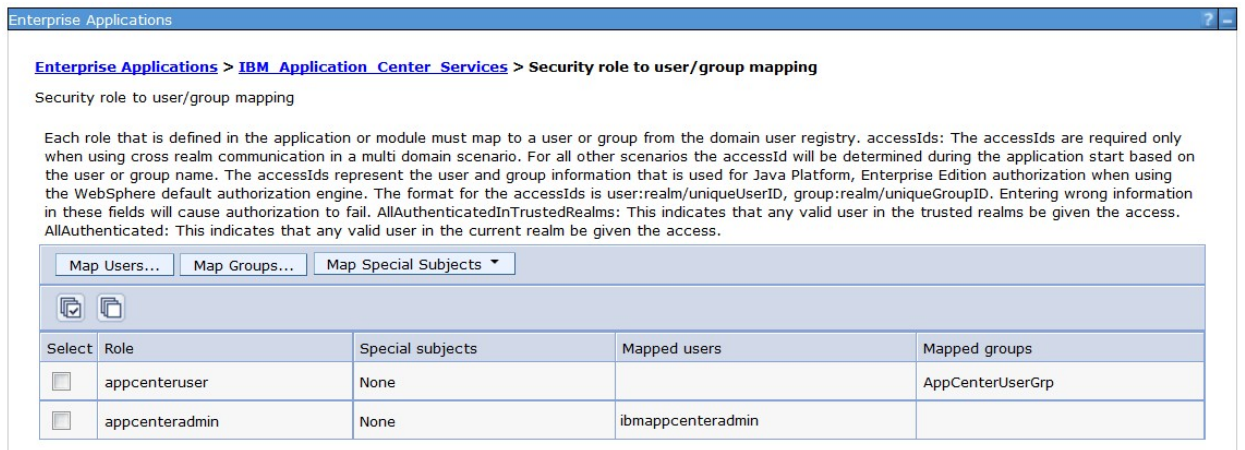 Enterprise Applications ? –
Enterprise Applications > IBM_Application_Center_Services > Security role to user/group mapping
Security role to user/group mapping
Each role that is defined in the application or module must map to a user or group from the domain user registry. accessIds: The accessIds are required only
when using cross realm communication in a multi domain scenario. For all other scenarios the accessId will be determined during the application start based on
the user or group name. The accessIds represent the user and group information that is used for Java Platform, Enterprise Edition authorization when using
the WebSphere default authorization engine. The format for the accessIds is user:realm/uniqueUserID, group:realm/uniqueGroupID. Entering wrong information
in these fields will cause authorization to fail. AllAuthenticatedInTrustedRealms: This indicates that any valid user in the trusted realms be given the access.
AllAuthenticated: This indicates that any valid user in the current realm be given the access.
Map Users... Map Groups... Map Special Subjects
Select Role Special subjects Mapped users Mapped groups
appcenteruser None AppCenterUserGrp
appcenteradmin None ibmappcenteradmin